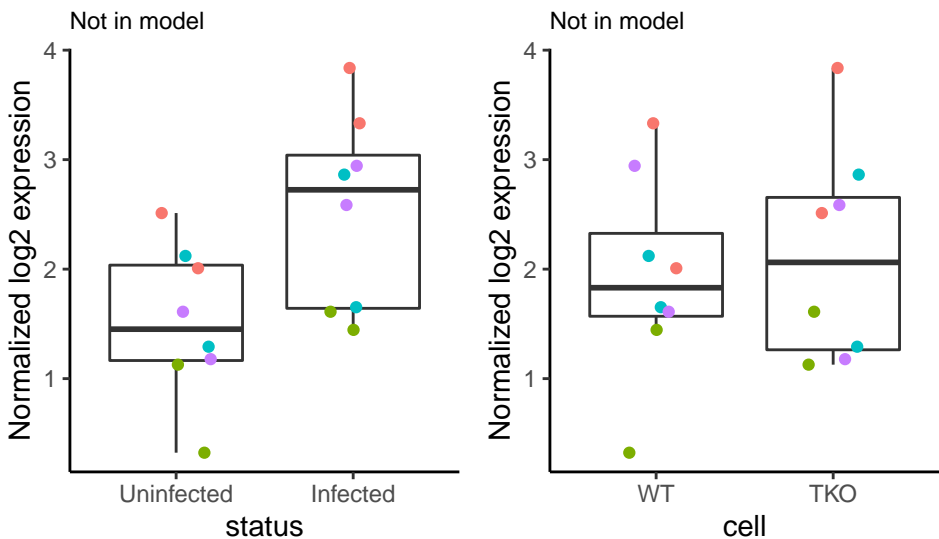 Not in model
Normalized log2 expression
4
3
2
1
Uninfected
Infected
status
Not in model
Normalized log2 expression
4
3
2
1
WT
TKO
cell